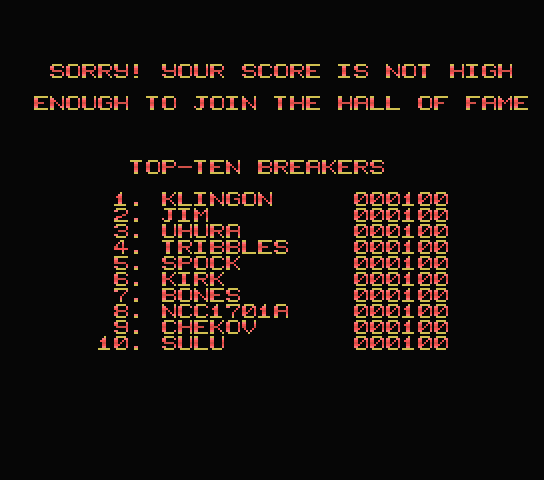 SORRY! YOUR SCORE IS NOT HIGH
ENOUGH TO JOIN THE HALL OF FAME
TOP-TEN BREAKERS
1. KLINGON 000100
2. JIM 000100
3. UHURA 000100
4. TRIBBLES 000100
5. SPOCK 000100
6. KIRK 000100
7. BONES 000100
8. NCC1701A 000100
9. CHEKOV 000100
10. SULU 000100